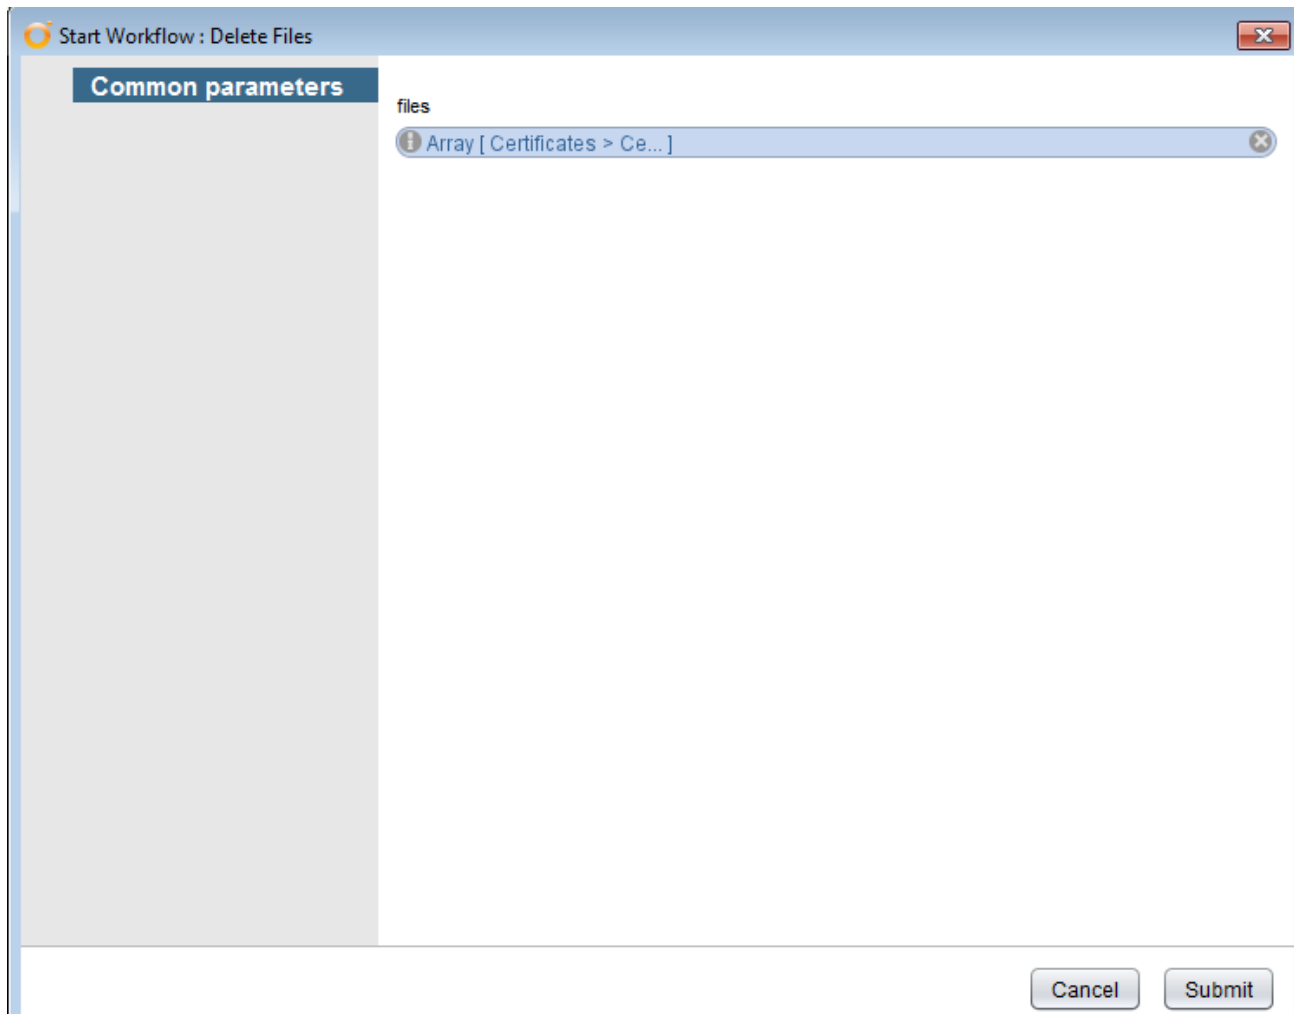 Start Workflow : Delete Files
Common parameters
files
Array [ Certificates > Ce... ]
Cancel
Submit